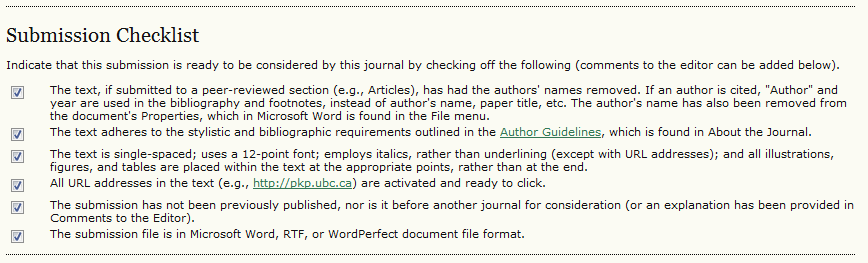 Submission Checklist
Indicate that this submission is ready to be considered by this journal by checking off the following (comments to the editor can be added below).
The text, if submitted to a peer-reviewed section (e.g., Articles), has had the authors' names removed. If an author is cited, "Author" and
year are used in the bibliography and footnotes, instead of author's name, paper title, etc. The author's name has also been removed from
the document's Properties, which in Microsoft Word is found in the File menu.
The text adheres to the stylistic and bibliographic requirements outlined in the Author Guidelines, which is found in About the Journal.
The text is single-spaced; uses a 12-point font; employs italics, rather than underlining (except with URL addresses); and all illustrations,
figures, and tables are placed within the text at the appropriate points, rather than at the end.
All URL addresses in the text (e.g., http://pkp.ubc.ca) are activated and ready to click.
The submission has not been previously published, nor is it before another journal for consideration (or an explanation has been provided in
Comments to the Editor).
The submission file is in Microsoft Word, RTF, or WordPerfect document file format.